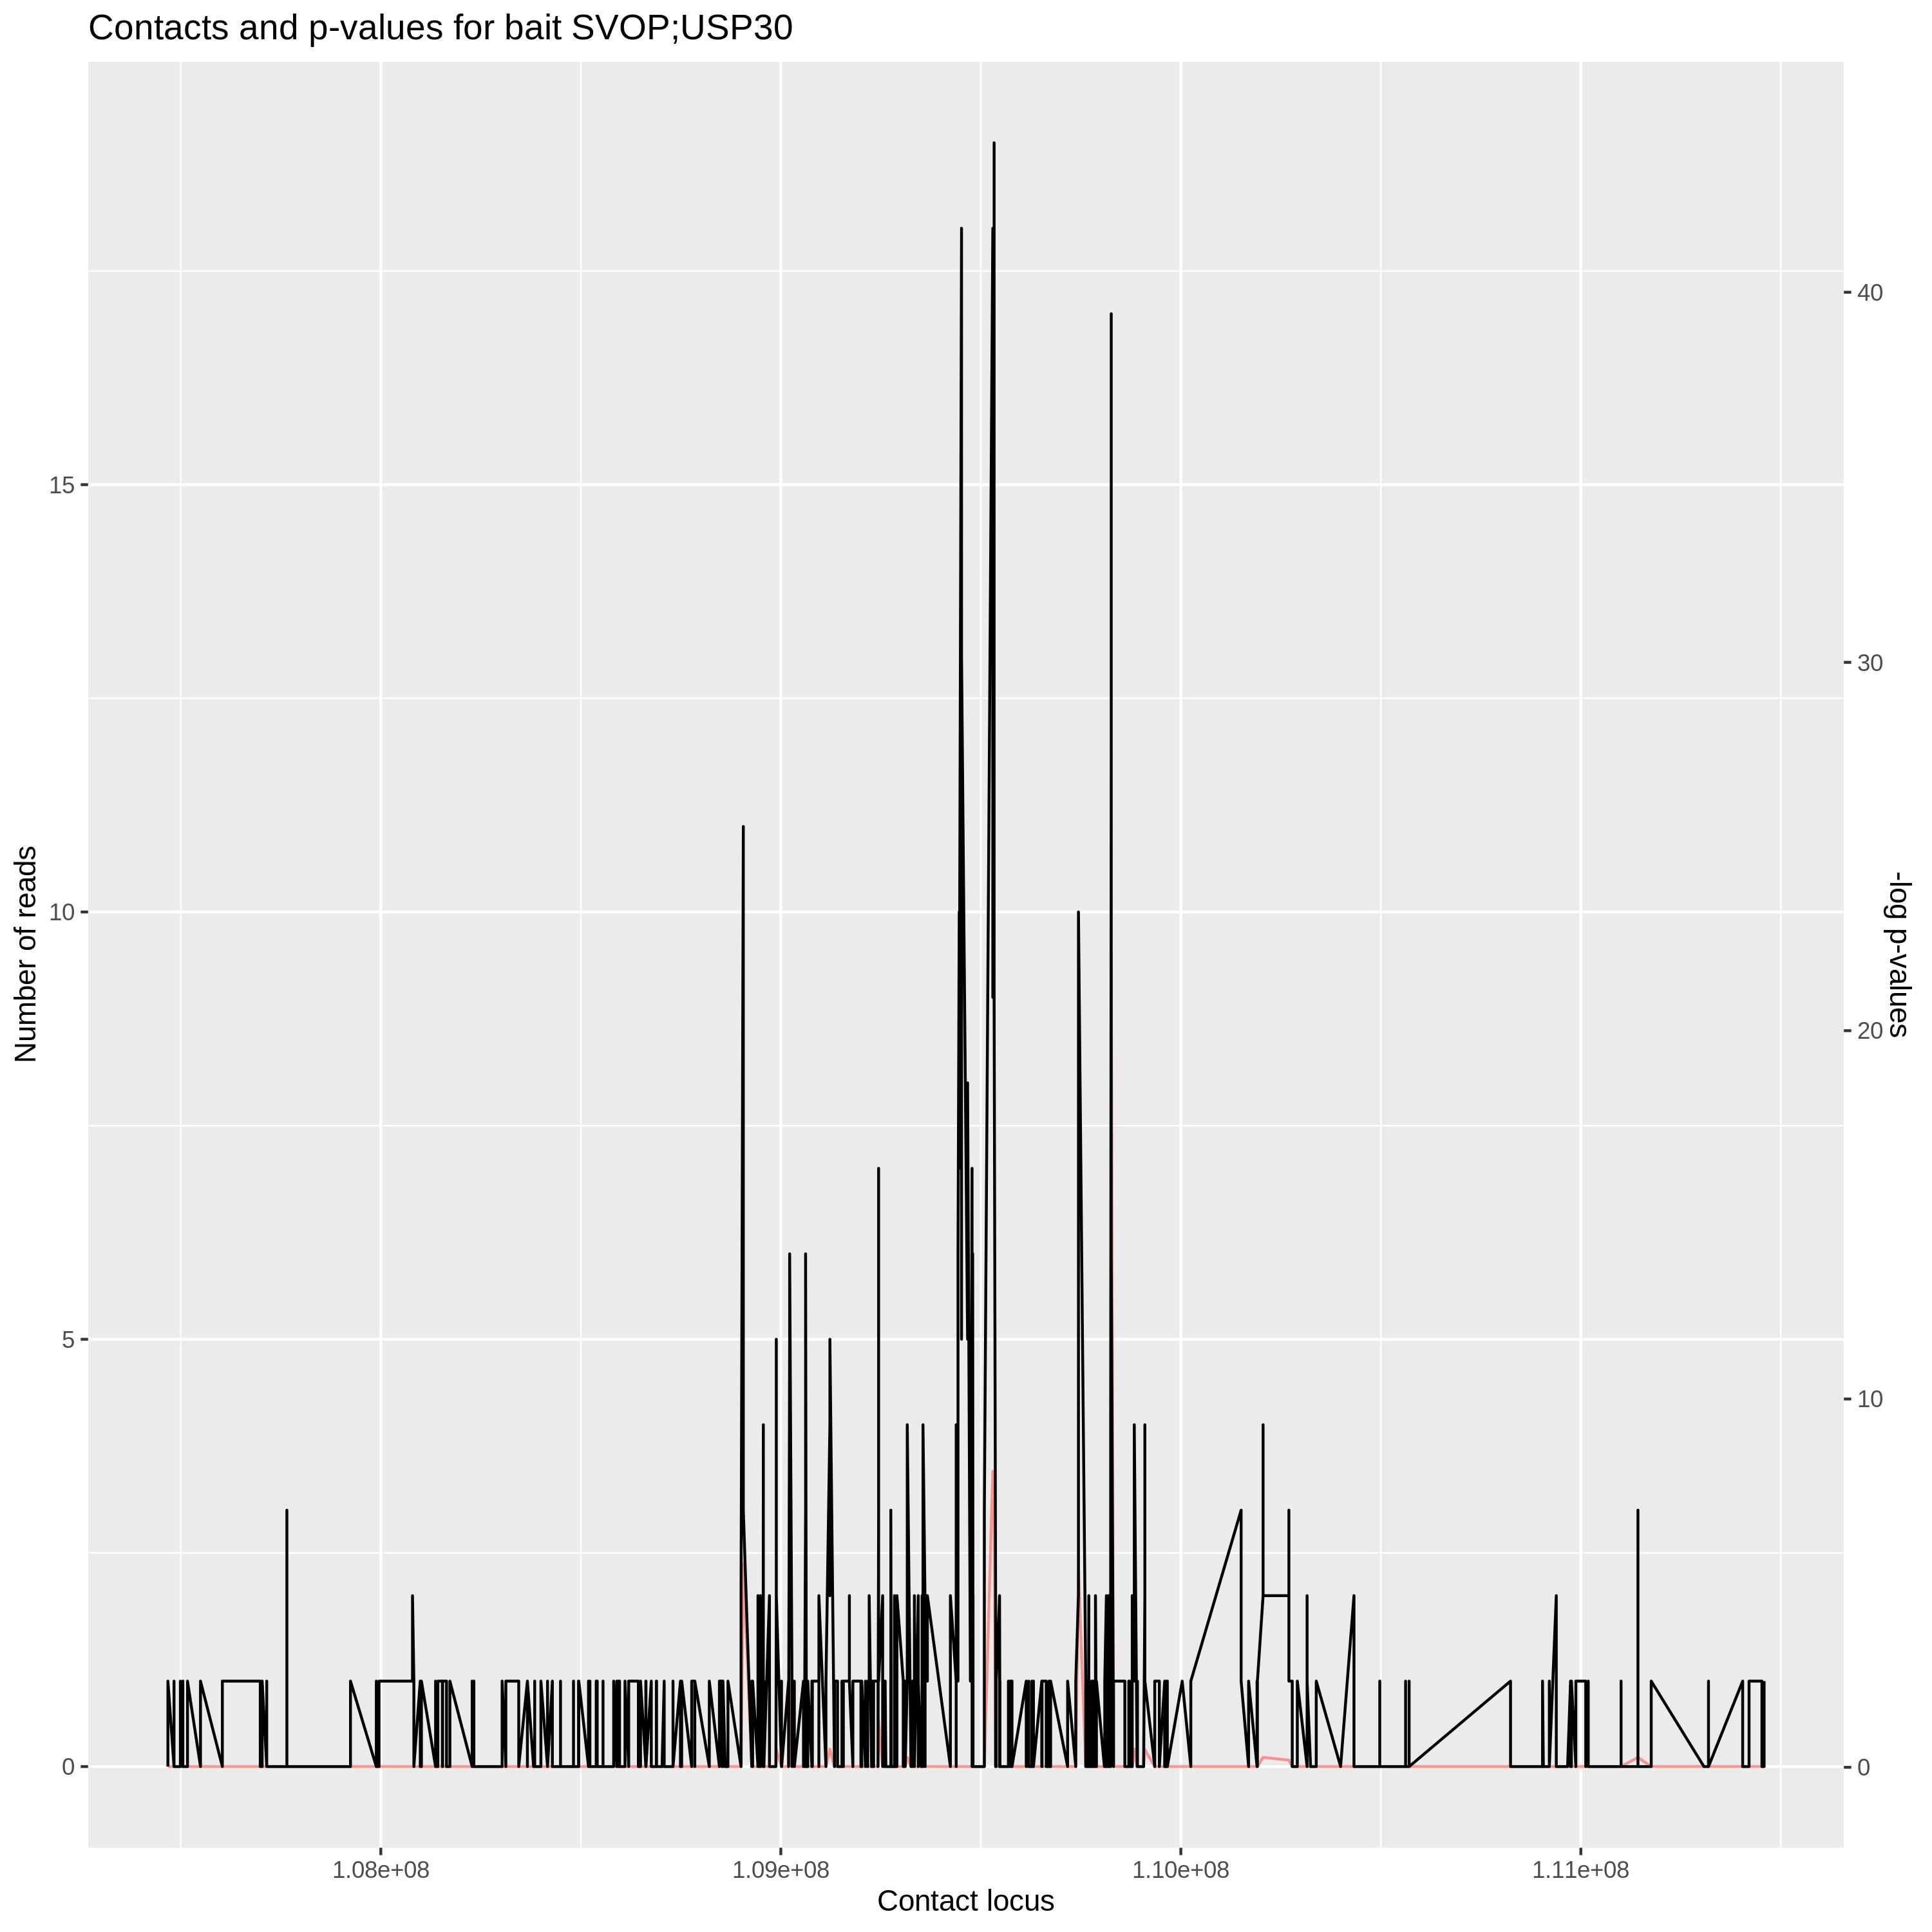 Contacts and p-values for bait SVOP;USP30
Number of reads
15
10
5
0
40
30
20
10
0
-log p-values
1.08e+08
1.09e+08
1.10e+08
1.11e+08
Contact locus